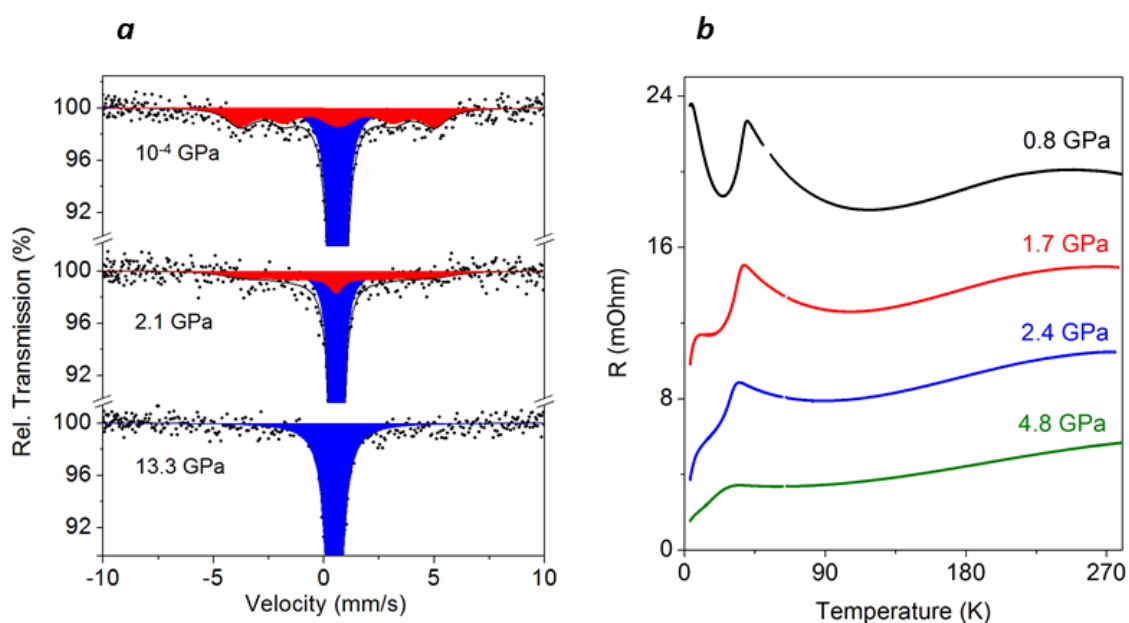 a
b
Rel. Transmission (%)
100
96
92
10-4 GPa
100
96
92
2.1 GPa
100
96
92
13.3 GPa
-10
-5
0
5
10
Velocity (mm/s)
R (mOhm)
24
16
8
0
0.8 GPa
1.7 GPa
2.4 GPa
4.8 GPa
0
90
180
270
Temperature (K)